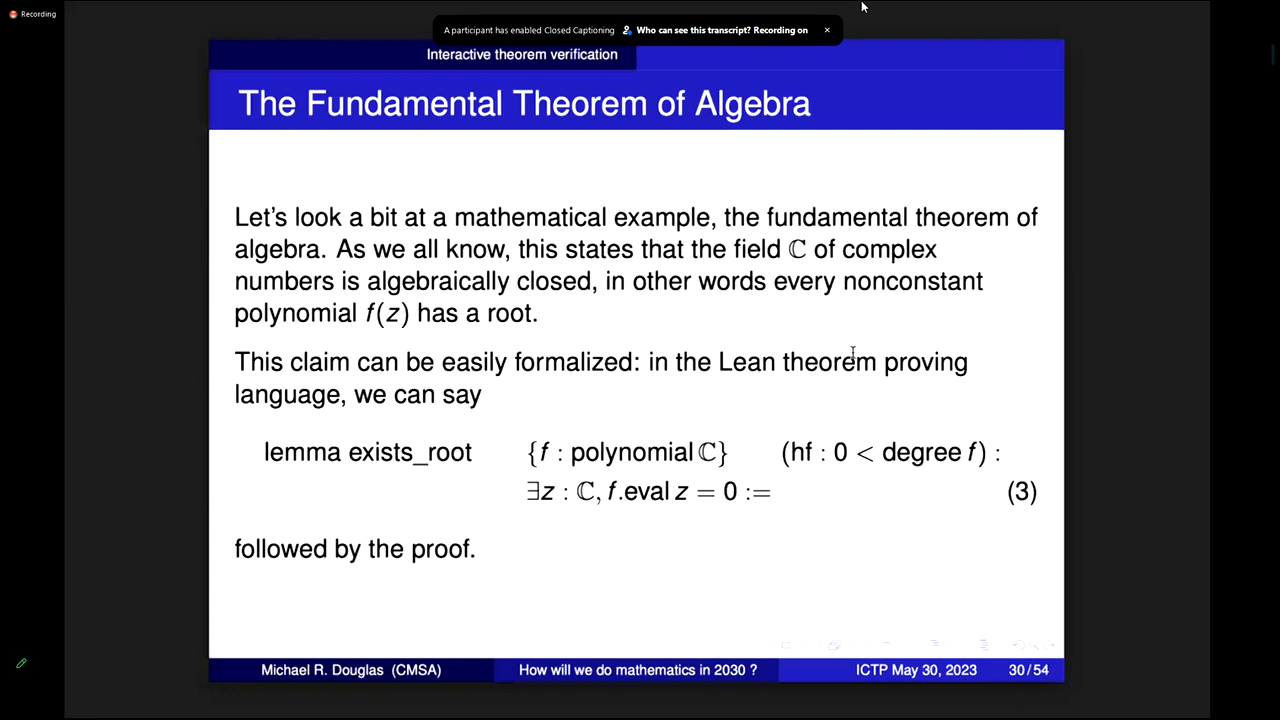 Recording
A participant has enabled Closed Captioning Who can see this transcript? Recording on ×
Interactive theorem verification
The Fundamental Theorem of Algebra
Let's look a bit at a mathematical example, the fundamental theorem of
algebra. As we all know, this states that the field ℂ of complex
numbers is algebraically closed, in other words every nonconstant
polynomial f(z) has a root.
This claim can be easily formalized: in the Lean theorem proving
language, we can say
lemma exists_root {f : polynomial ℂ} (hf : 0 < degree f) :
∃z : ℂ, f.eval z = 0 := (3)
followed by the proof.
Michael R. Douglas (CMSA) How will we do mathematics in 2030 ? ICTP May 30, 2023 30 / 54